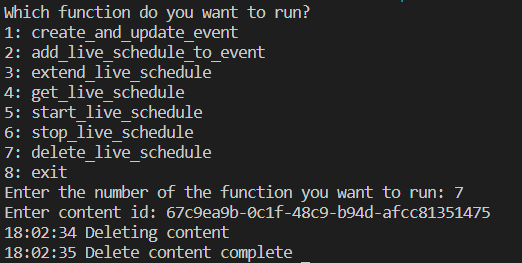 Which function do you want to run?
1: create_and_update_event
2: add_live_schedule_to_event
3: extend_live_schedule
4: get_live_schedule
5: start_live_schedule
6: stop_live_schedule
7: delete_live_schedule
8: exit
Enter the number of the function you want to run: 7
Enter content id: 67c9ea9b-0c1f-48c9-b94d-afcc81351475
18:02:34 Deleting content
18:02:35 Delete content complete